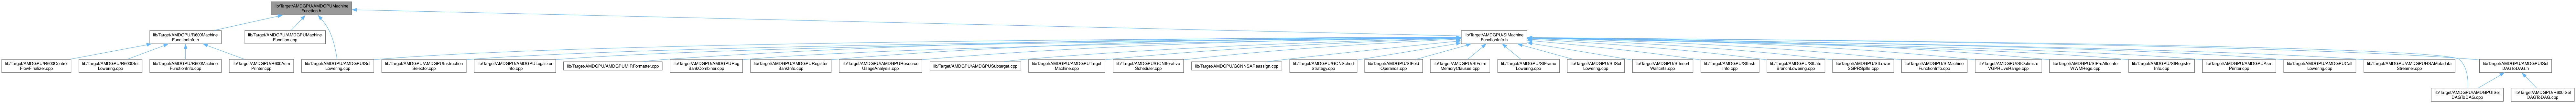 lib/Target/AMDGPU/AMDGPUMachine
Function.h
lib/Target/AMDGPU/R600Machine
FunctionInfo.h
lib/Target/AMDGPU/AMDGPUMachine
Function.cpp
lib/Target/AMDGPU/SIMachine
FunctionInfo.h
lib/Target/AMDGPU/R600Control
FlowFinalizer.cpp
lib/Target/AMDGPU/R600ISel
Lowering.cpp
lib/Target/AMDGPU/R600Machine
FunctionInfo.cpp
lib/Target/AMDGPU/R600Asm
Printer.cpp
lib/Target/AMDGPU/AMDGPUISel
Lowering.cpp
lib/Target/AMDGPU/AMDGPUInstruction
Selector.cpp
lib/Target/AMDGPU/AMDGPULegalizer
Info.cpp
lib/Target/AMDGPU/AMDGPUMIRFormatter.cpp
lib/Target/AMDGPU/AMDGPUReg
BankCombiner.cpp
lib/Target/AMDGPU/AMDGPURegister
BankInfo.cpp
lib/Target/AMDGPU/AMDGPUResource
UsageAnalysis.cpp
lib/Target/AMDGPU/AMDGPUSubtarget.cpp
lib/Target/AMDGPU/AMDGPUTarget
Machine.cpp
lib/Target/AMDGPU/GCNIterative
Scheduler.cpp
lib/Target/AMDGPU/GCNNSAReassign.cpp
lib/Target/AMDGPU/GCNSched
Strategy.cpp
lib/Target/AMDGPU/SIFold
Operands.cpp
lib/Target/AMDGPU/SIForm
MemoryClauses.cpp
lib/Target/AMDGPU/SIFrame
Lowering.cpp
lib/Target/AMDGPU/SIISel
Lowering.cpp
lib/Target/AMDGPU/SIInsert
Waitcnts.cpp
lib/Target/AMDGPU/SIInstr
Info.cpp
lib/Target/AMDGPU/SILate
BranchLowering.cpp
lib/Target/AMDGPU/SILower
SGPRSpills.cpp
lib/Target/AMDGPU/SIMachine
FunctionInfo.cpp
lib/Target/AMDGPU/SIOptimize
VGPRLiveRange.cpp
lib/Target/AMDGPU/SIPreAllocate
WWMRegs.cpp
lib/Target/AMDGPU/SIRegister
Info.cpp
lib/Target/AMDGPU/AMDGPUAsm
Printer.cpp
lib/Target/AMDGPU/AMDGPUCall
Lowering.cpp
lib/Target/AMDGPU/AMDGPUHSAMetadata
Streamer.cpp
lib/Target/AMDGPU/AMDGPUISel
DAGToDAG.h
lib/Target/AMDGPU/AMDGPUISel
DAGToDAG.cpp
lib/Target/AMDGPU/R600ISel
DAGToDAG.cpp